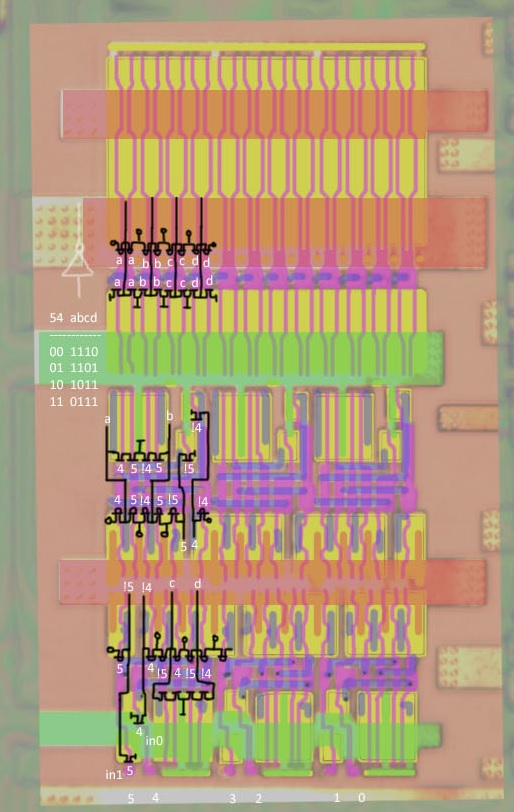 a a b b c c d d
a a b b c c d d
54 abcd
------------
00 1110
01 1101
10 1011
11 0111
a b
!4
4 5 !4 5 !5
4 5 !4 5 !5 !4
5 4
!5 !4 c d
5 4 !5 4 !5 !4
4
in0
in1 5
5 4 3 2 1 0